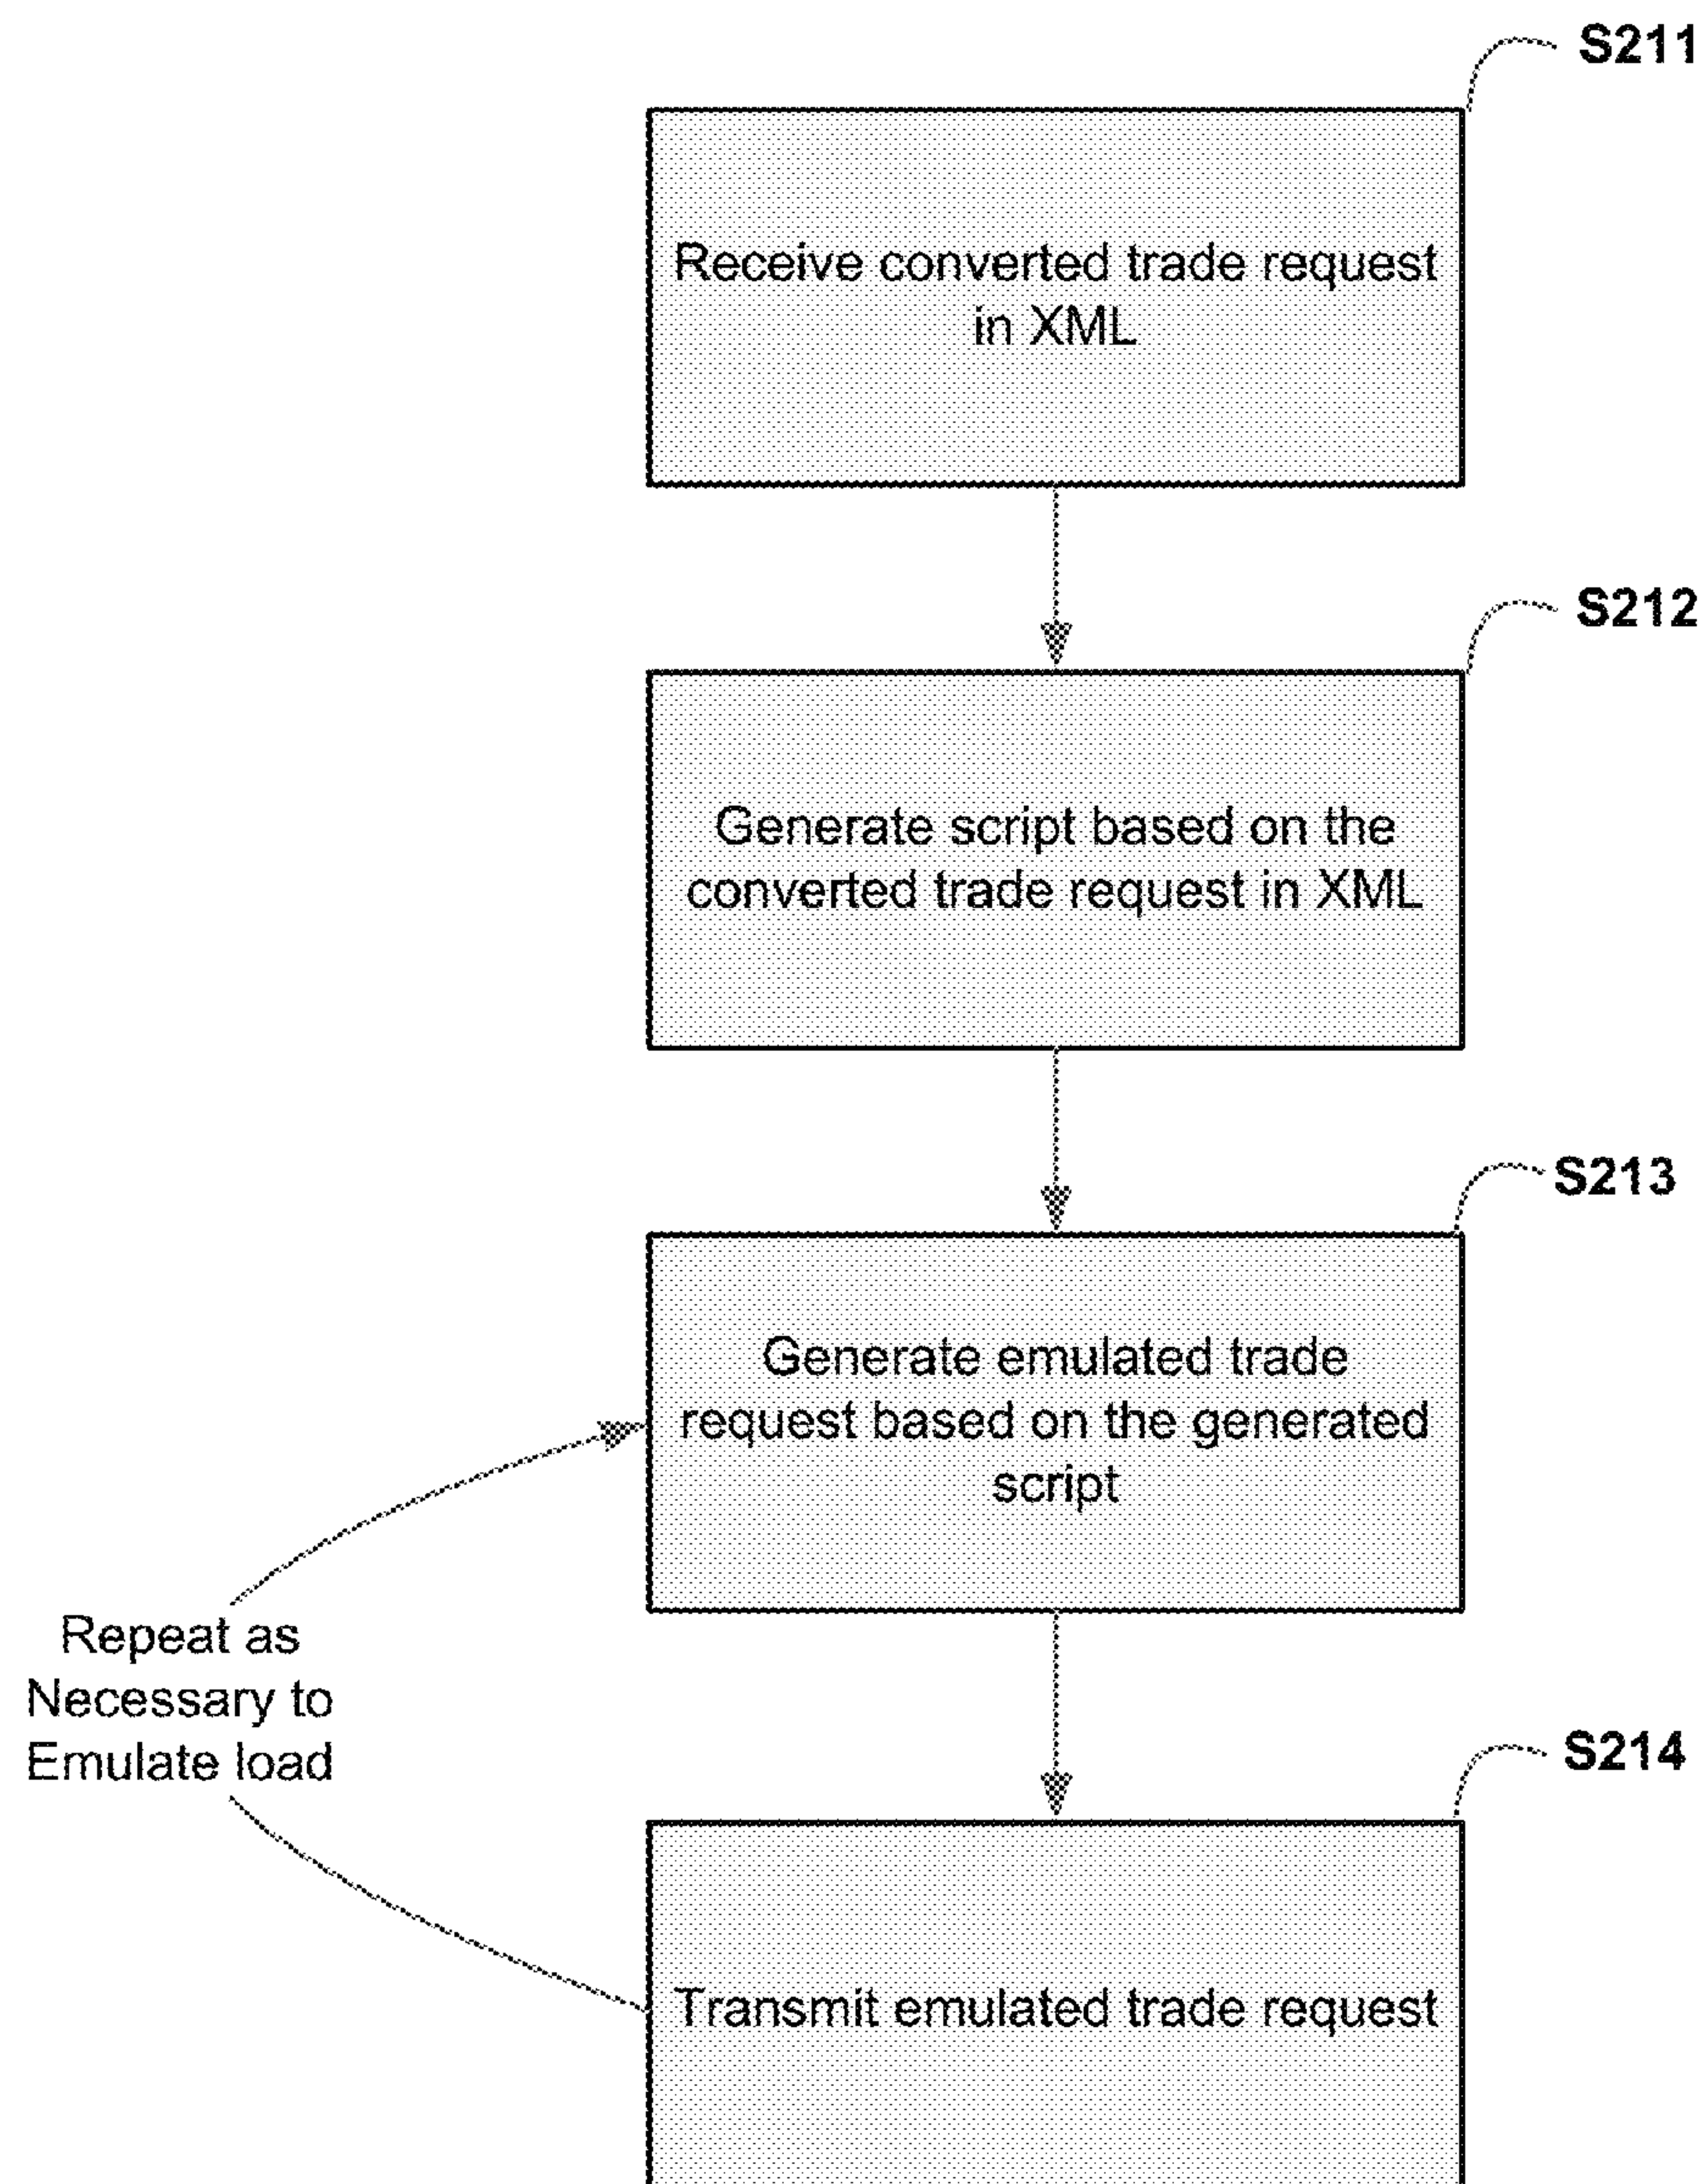 S211
Receive converted trade request
in XML
S212
Generate script based on the
converted trade request in XML
S213
Generate emulated trade
request based on the generated
script
Repeat as
Necessary to
Emulate load
S214
Transmit emulated trade request